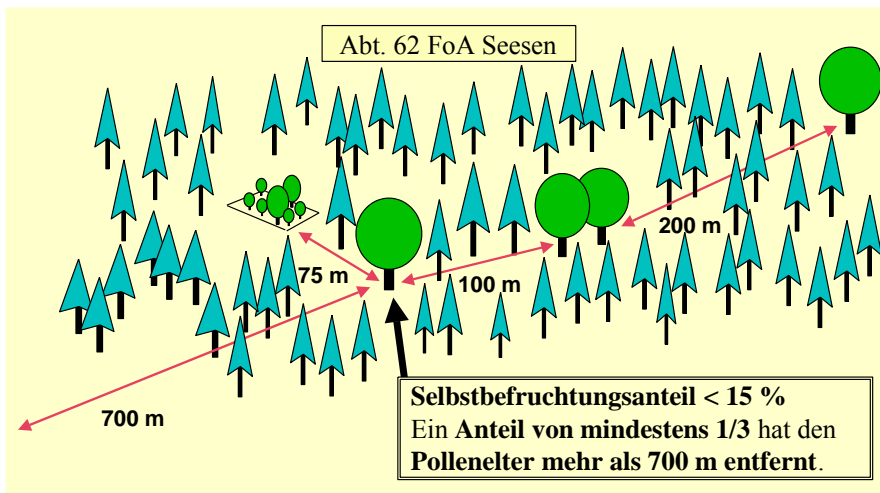 Abt. 62 FoA Seesen
200 m
75 m
100 m
700 m
Selbstbefruchtungsanteil < 15 %
Ein Anteil von mindestens 1/3 hat den
Pollenelter mehr als 700 m entfernt.